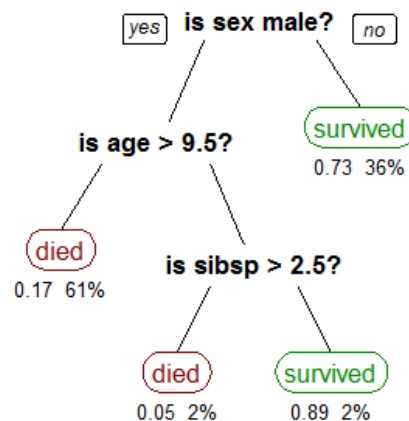 yes
is sex male?
no
is age > 9.5?
survived
0.73 36%
died
0.17 61%
is sibsp > 2.5?
died
survived
0.05 2%
0.89 2%